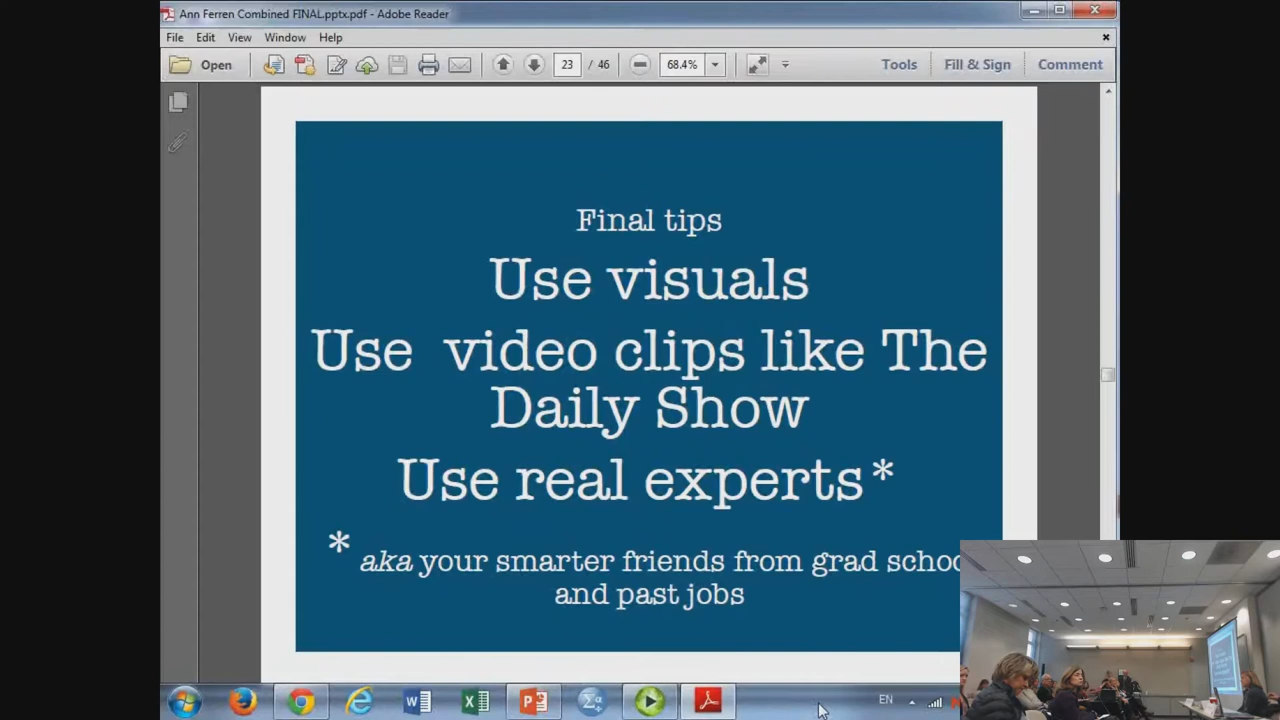 Ann Ferren Combined FINAL.pptx.pdf - Adobe Reader
File Edit View Window Help
Open 23 / 46 68.4% Tools Fill & Sign Comment
Final tips
Use visuals
Use video clips like The
Daily Show
Use real experts*
* aka your smarter friends from grad schoo
and past jobs
EN